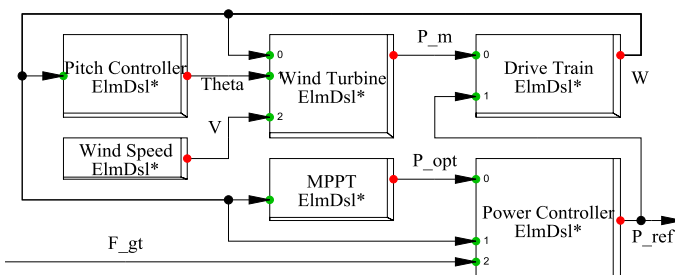 P_m
Pitch Controller
ElmDsl*
Theta
0
1
2
Wind Turbine
ElmDsl*
0
1
Drive Train
ElmDsl*
W
V
Wind Speed
ElmDsl*
MPPT
ElmDsl*
P_opt
0
1
2
Power Controller
ElmDsl*
P_ref
F_gt